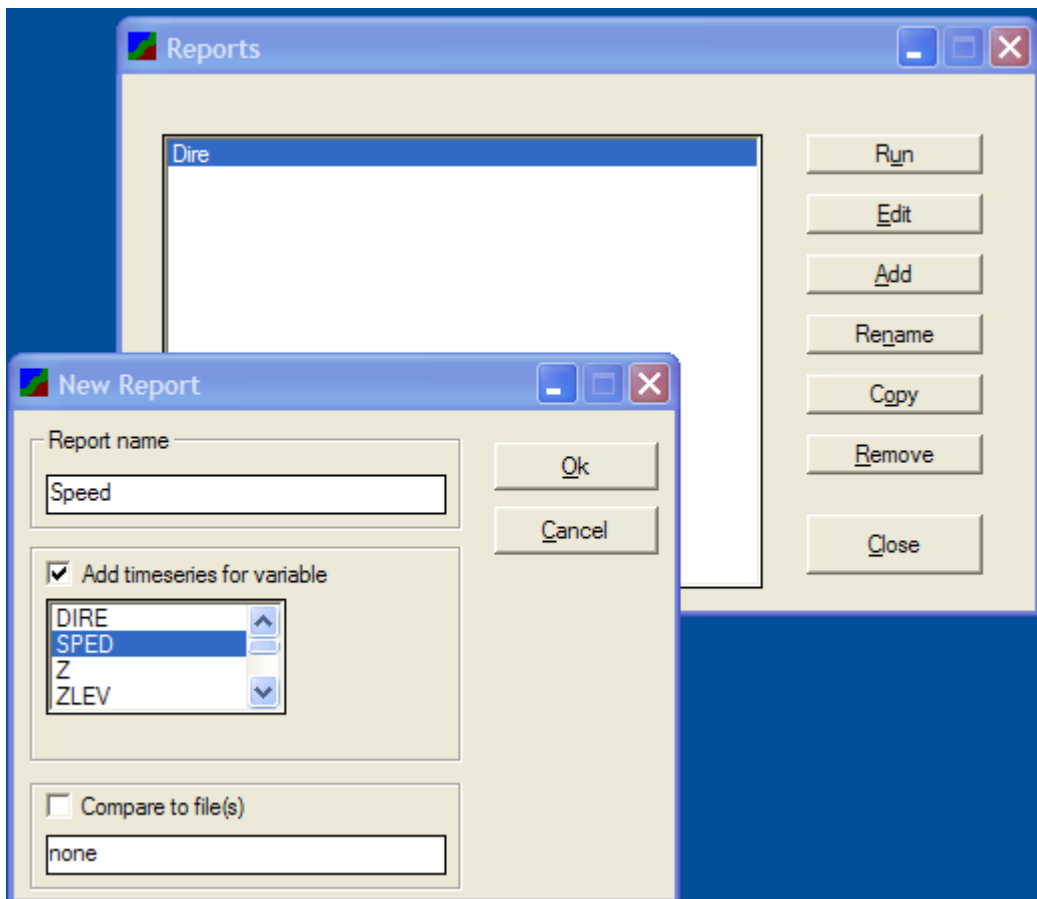 Reports
Dire
Run
Edit
Add
Rename
Copy
Remove
Close
New Report
Report name
Speed
Ok
Cancel
Add timeseries for variable
DIRE
SPED
Z
ZLEV
Compare to file(s)
none